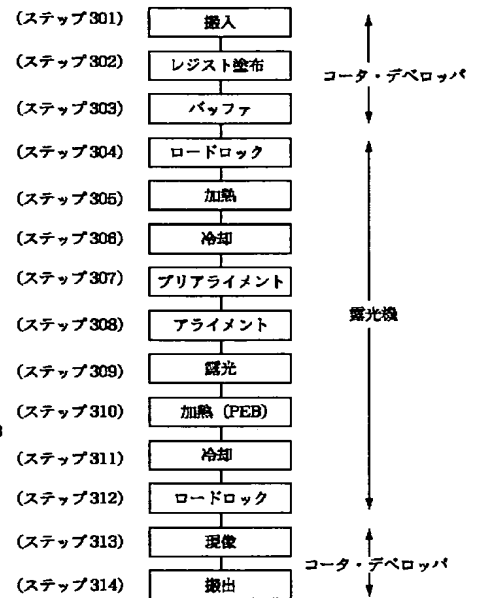 (ステップ301) 搬入
(ステップ302) レジスト塗布
コータ・デベロッパ
(ステップ303) バッファ
(ステップ304) ロードロック
(ステップ305) 加熱
(ステップ306) 冷却
(ステップ307) プリアライメント
(ステップ308) アライメント
露光機
(ステップ309) 露光
(ステップ310) 加熱 (PEB)
(ステップ311) 冷却
(ステップ312) ロードロック
(ステップ313) 現像
コータ・デベロッパ
(ステップ314) 搬出